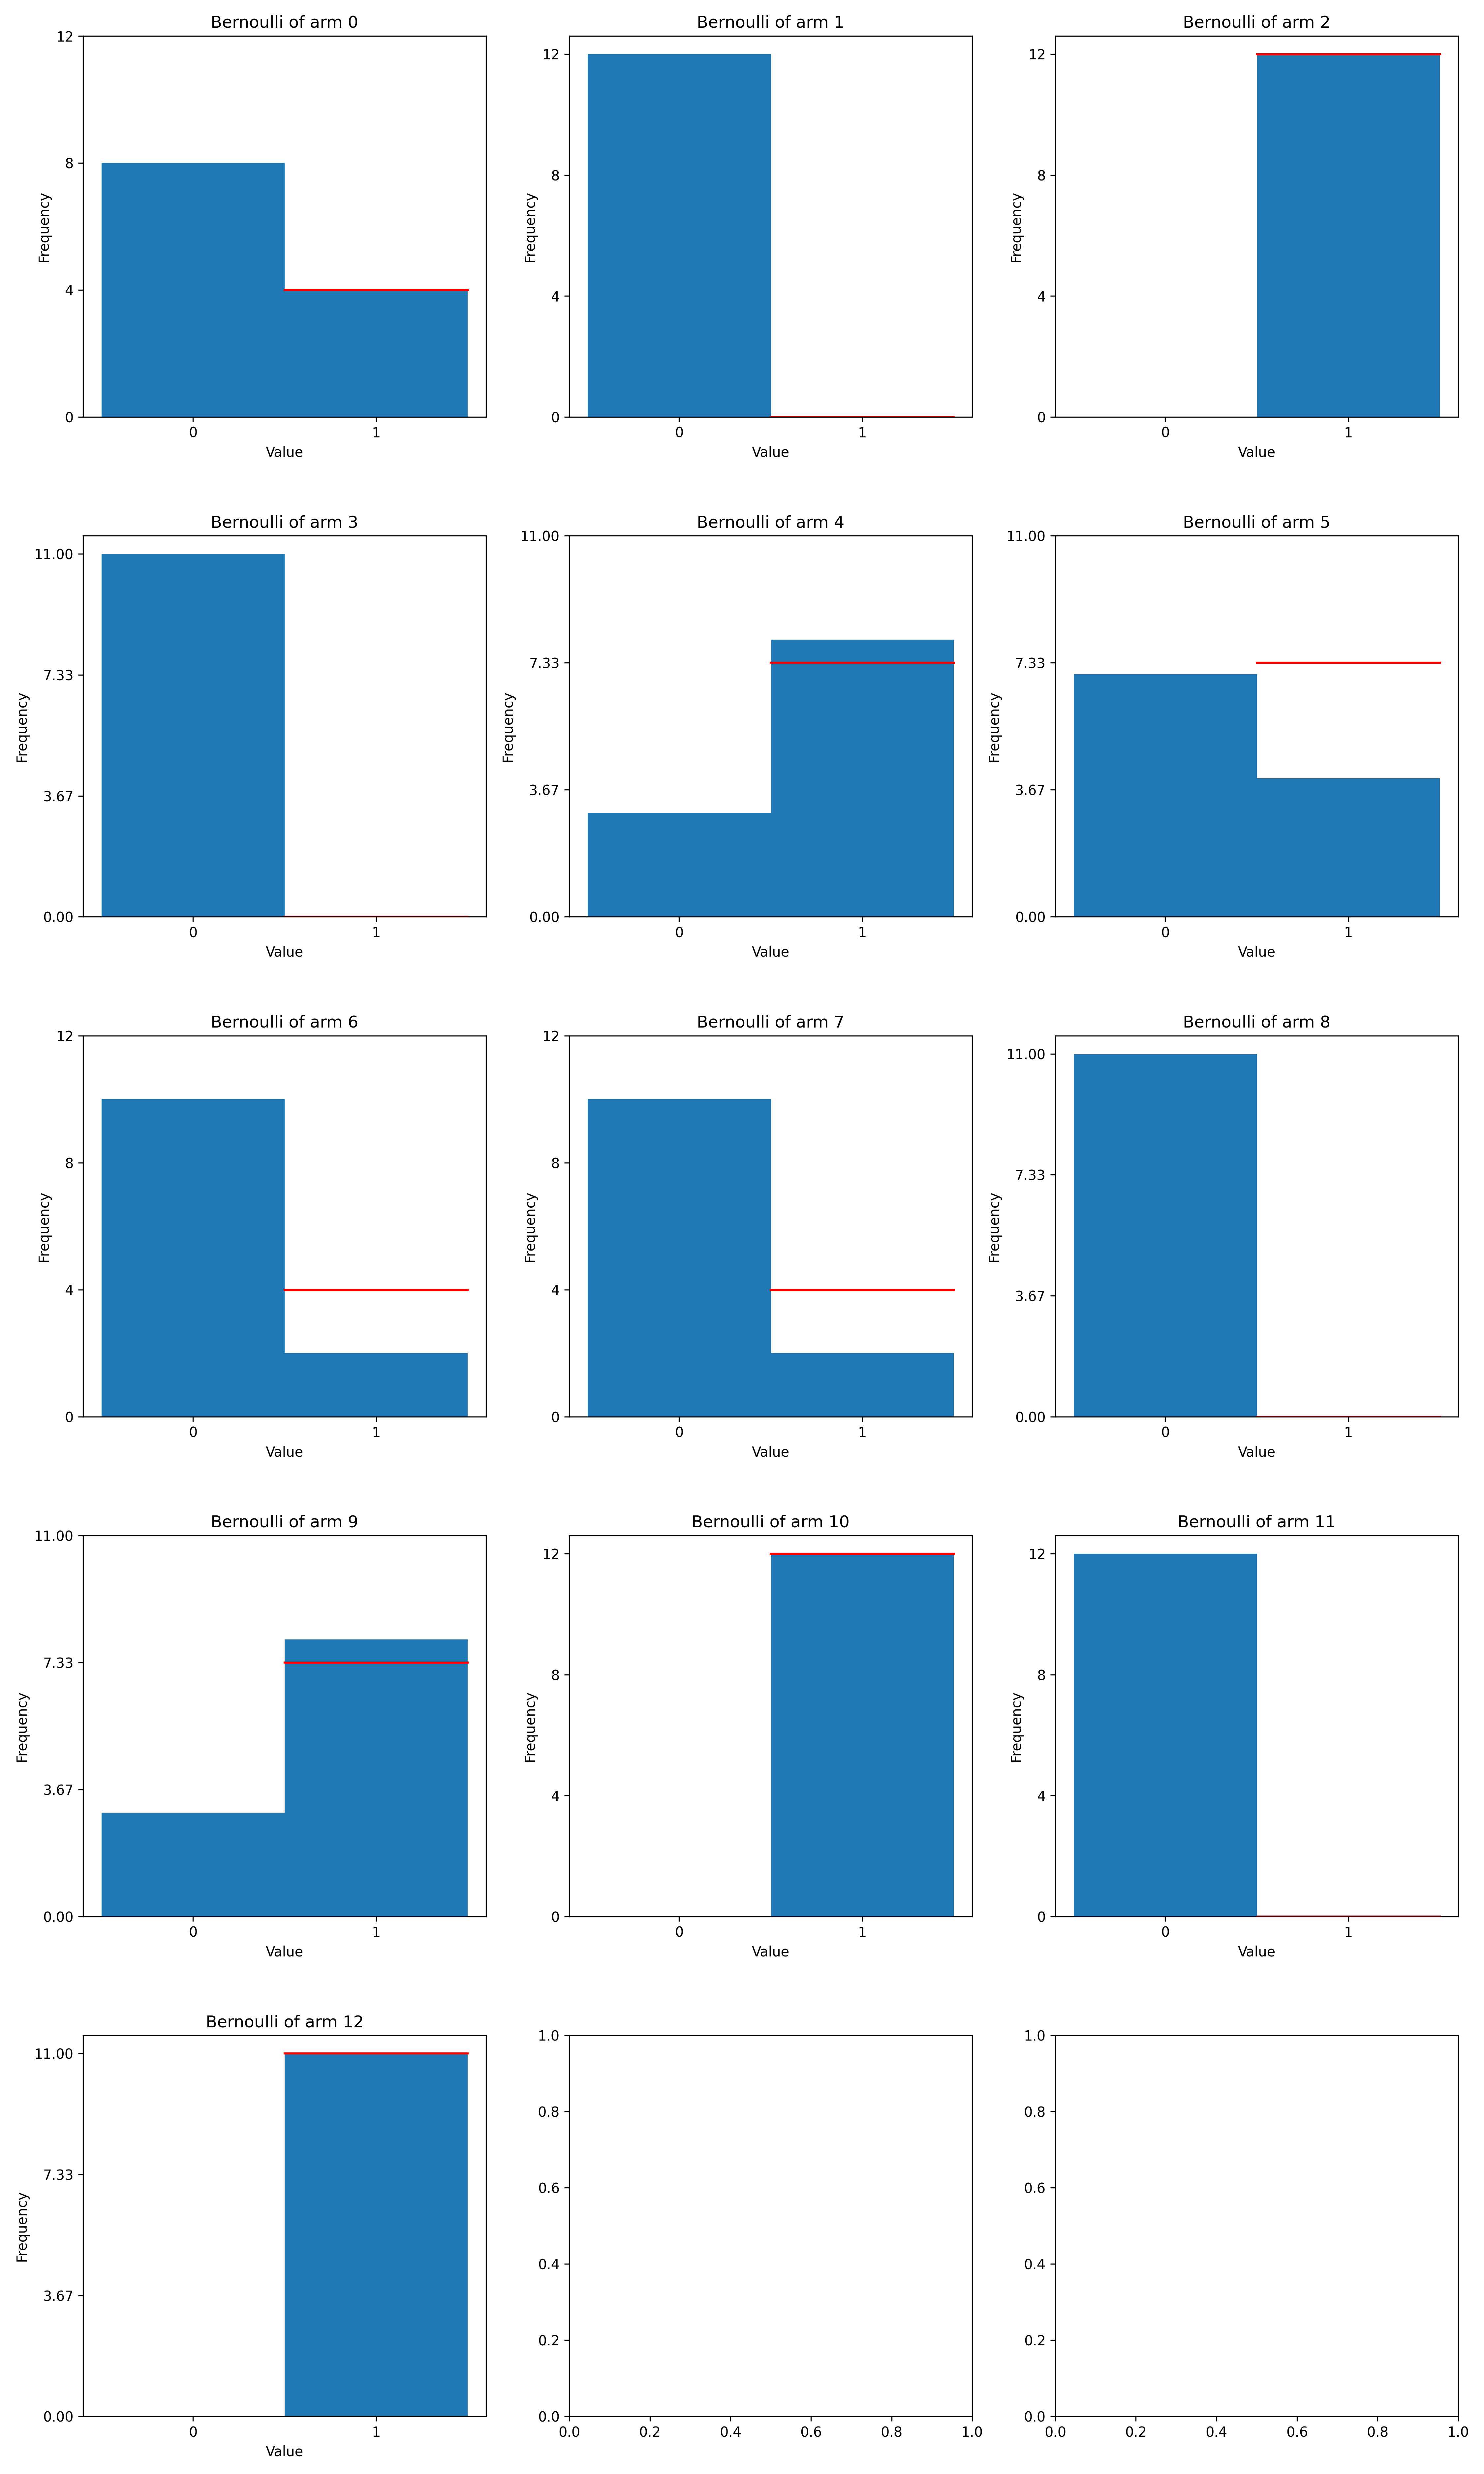 Bernoulli of arm 0
12
8
4
0
Frequency
0 1
Value
Bernoulli of arm 1
12
8
4
0
Frequency
0 1
Value
Bernoulli of arm 2
12
8
4
0
Frequency
0 1
Value
Bernoulli of arm 3
11.00
7.33
3.67
0.00
Frequency
0 1
Value
Bernoulli of arm 4
11.00
7.33
3.67
0.00
Frequency
0 1
Value
Bernoulli of arm 5
11.00
7.33
3.67
0.00
Frequency
0 1
Value
Bernoulli of arm 6
12
8
4
0
Frequency
0 1
Value
Bernoulli of arm 7
12
8
4
0
Frequency
0 1
Value
Bernoulli of arm 8
11.00
7.33
3.67
0.00
Frequency
0 1
Value
Bernoulli of arm 9
11.00
7.33
3.67
0.00
Frequency
0 1
Value
Bernoulli of arm 10
12
8
4
0
Frequency
0 1
Value
Bernoulli of arm 11
12
8
4
0
Frequency
0 1
Value
Bernoulli of arm 12
11.00
7.33
3.67
0.00
Frequency
0 1
Value
1.0
0.8
0.6
0.4
0.2
0.0
0.0 0.2 0.4 0.6 0.8 1.0
1.0
0.8
0.6
0.4
0.2
0.0
0.0 0.2 0.4 0.6 0.8 1.0